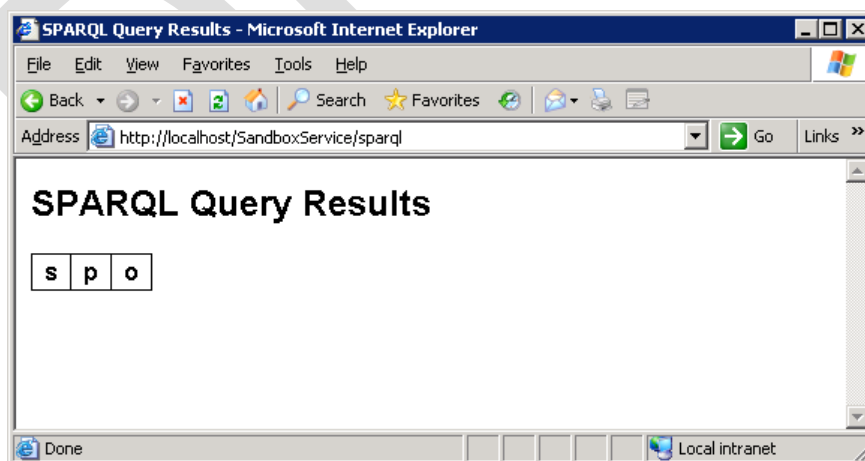 SPARQL Query Results - Microsoft Internet Explorer
File Edit View Favorites Tools Help
Back Search Favorites
Address http://localhost/SandboxService/sparql Go Links »
SPARQL Query Results
s p o
Done Local intranet